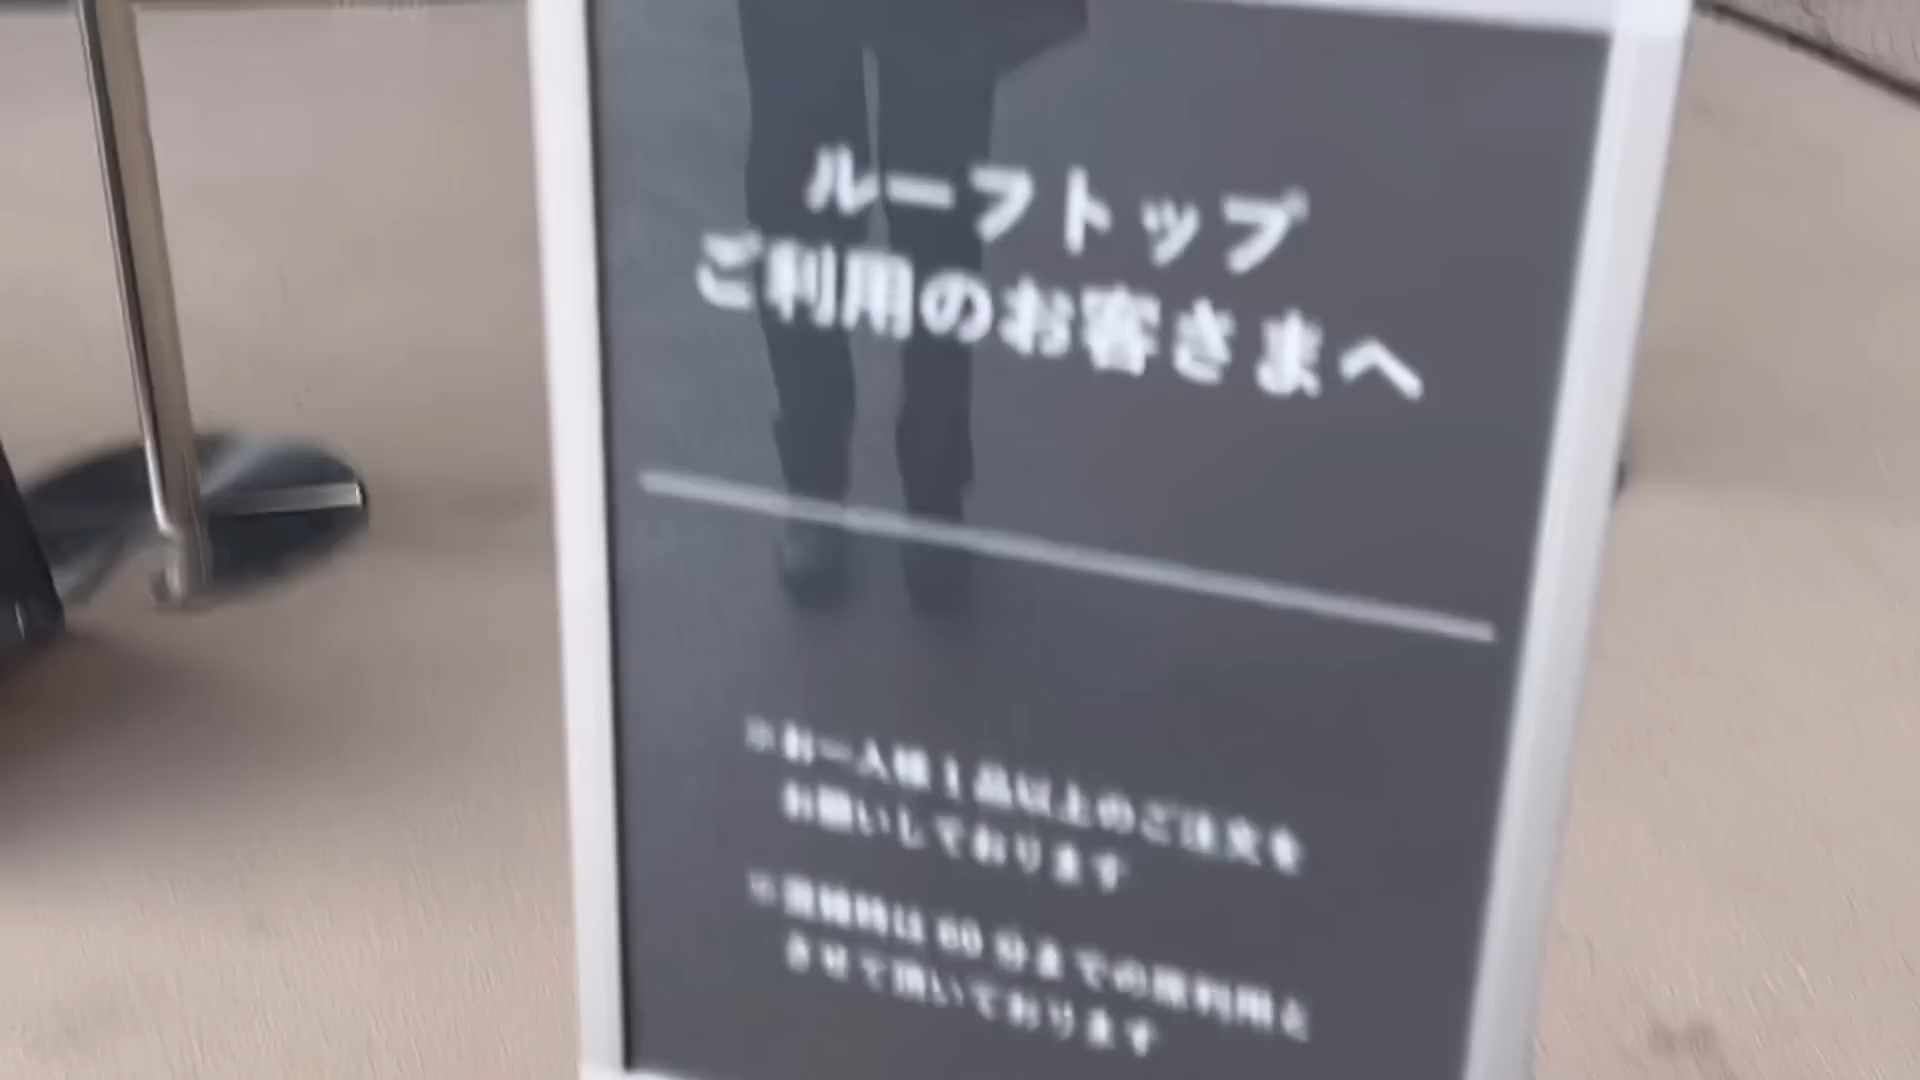 ルーフトップ
ご利用のお客さまへ
※お一人様1品以上のご注文を
お願いしております
※混雑時は60分までの席利用と
させて頂いております